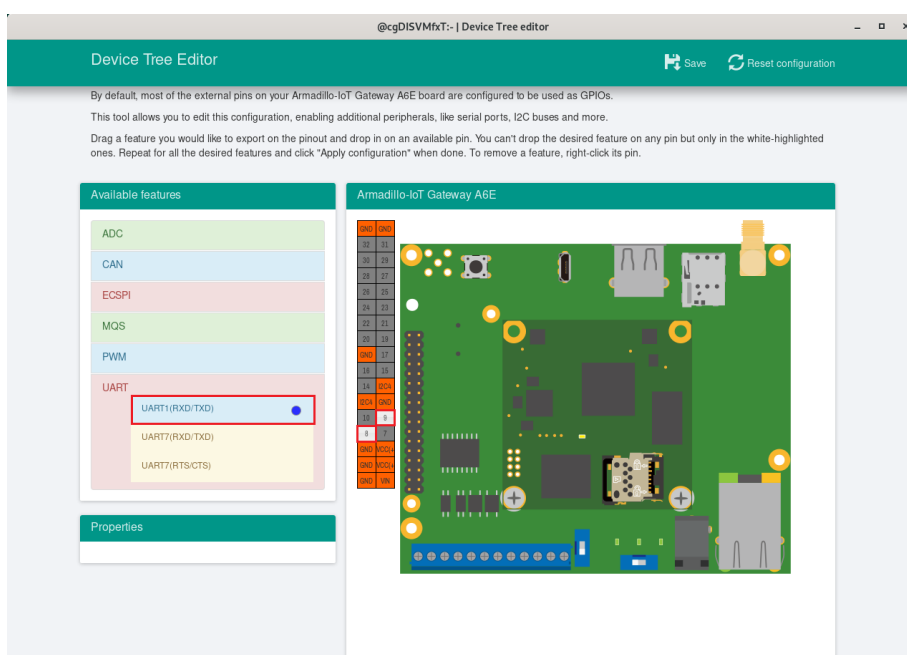 @cgDISVMfxT:- | Device Tree editor
Device Tree Editor
Save
Reset configuration
By default, most of the external pins on your Armadillo-IoT Gateway A6E board are configured to be used as GPIOs.
This tool allows you to edit this configuration, enabling additional peripherals, like serial ports, I2C buses and more.
Drag a feature you would like to export on the pinout and drop in on an available pin. You can't drop the desired feature on any pin but only in the white-highlighted
ones. Repeat for all the desired features and click "Apply configuration" when done. To remove a feature, right-click its pin.
Available features
ADC
CAN
ECSPI
MQS
PWM
UART
UART1(RXD/TXD)
UART7(RXD/TXD)
UART7(RTS/CTS)
Properties
Armadillo-IoT Gateway A6E
GND GND
32 31
30 29
28 27
26 25
24 23
22 21
20 19
GND 17
16 15
14 I2C4
I2C4 GND
10 9
8 7
GND VCC(+
GND VCC(+
GND VIN